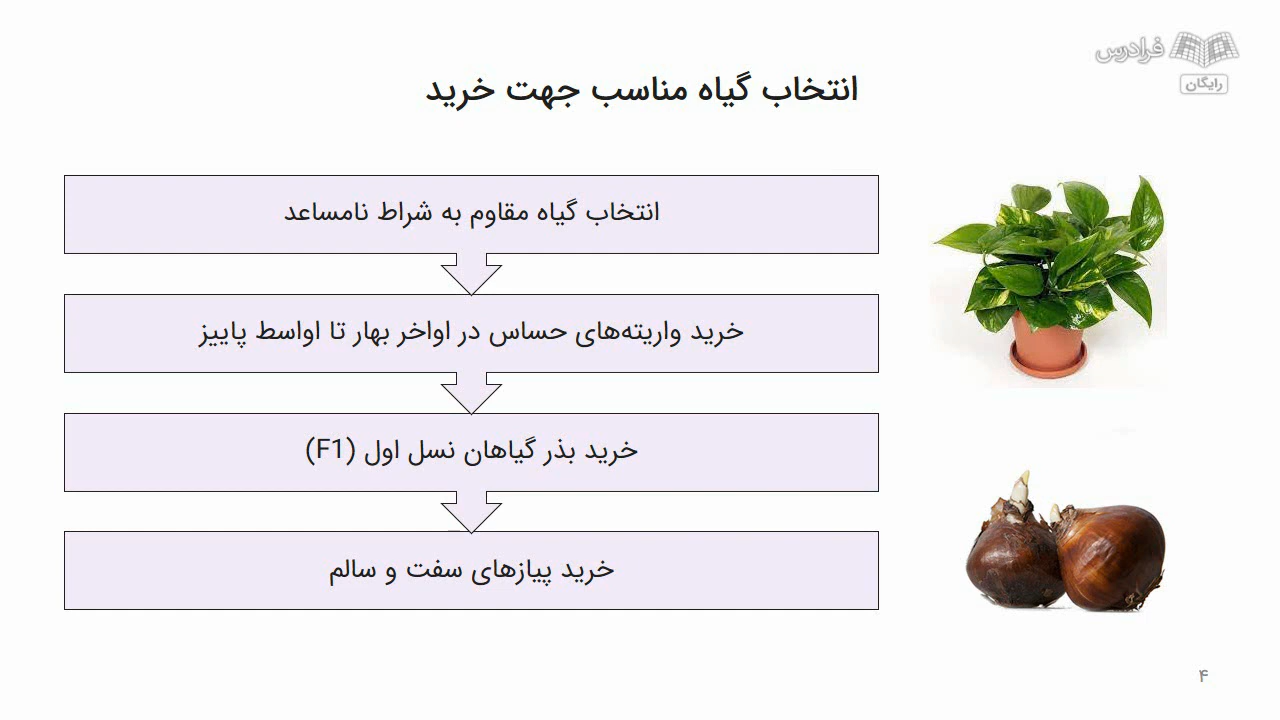 فرادرس
رایگان
انتخاب گیاه مناسب جهت خرید
انتخاب گیاه مقاوم به شراط نامساعد
خرید واریته‌های حساس در اواخر بهار تا اواسط پاییز
خرید بذر گیاهان نسل اول (F1)
خرید پیازهای سفت و سالم
۴